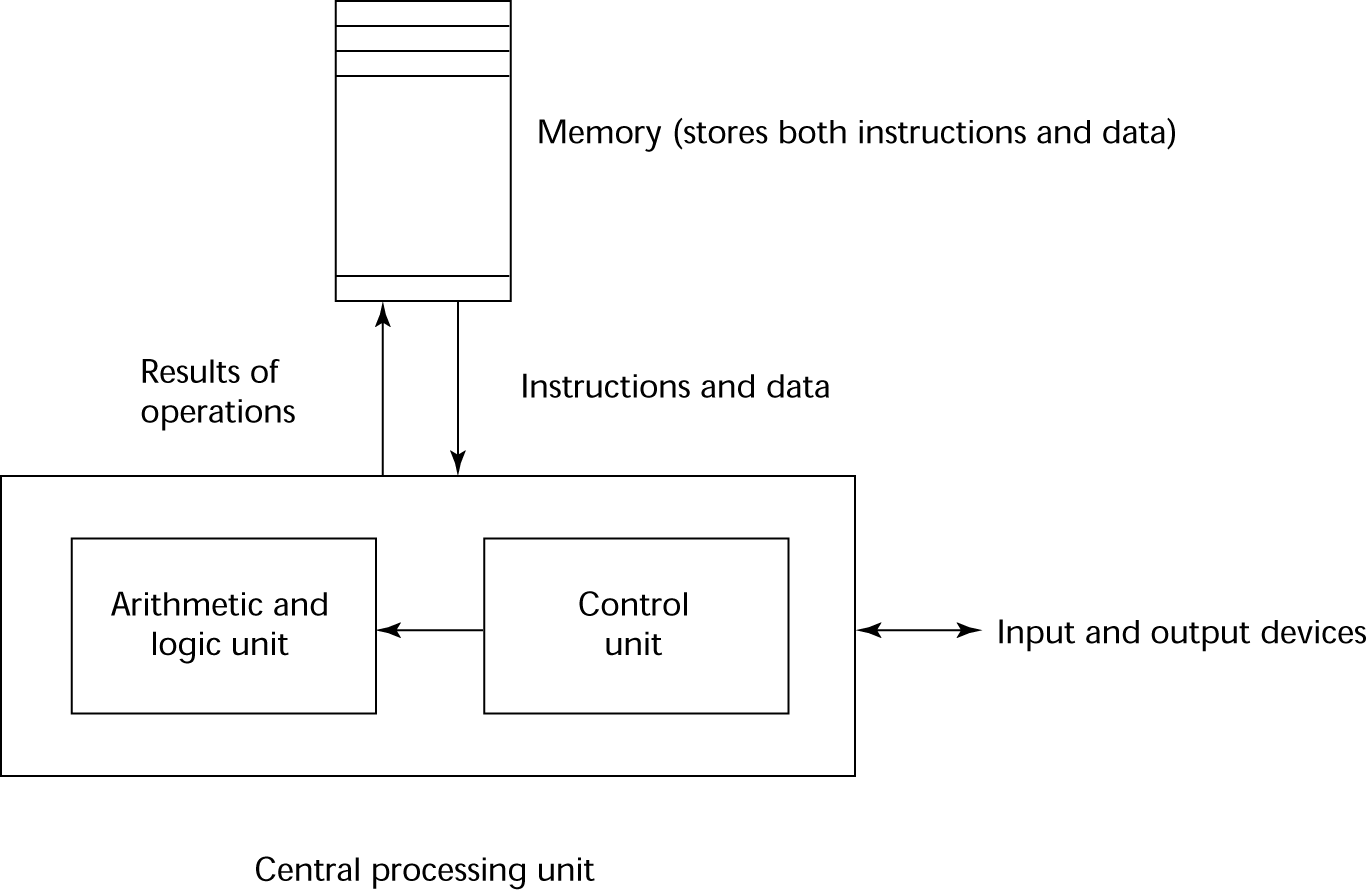 Memory (stores both instructions and data)
Results of
operations
Instructions and data
Arithmetic and
logic unit
Control
unit
Input and output devices
Central processing unit